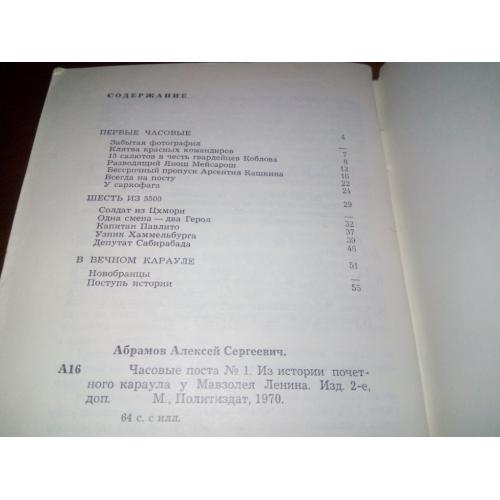 СОДЕРЖАНИЕ
ПЕРВЫЕ ЧАСОВЫЕ 4
Забытая фотография —
Клятва красных командиров 7
15 салютов в честь гвардейцев Коблова 8
Разводящий Янош Мейсарош 12
Бессрочный пропуск Арсентия Кашкина 16
Всегда на посту 22
У саркофага 24
ШЕСТЬ ИЗ 5500 29
Солдат из Цхмори —
Одна смена — два Героя 32
Капитан Павлито 37
Узник Хаммельбурга 39
Депутат Сабирабада 46
В ВЕЧНОМ КАРАУЛЕ 51
Новобранцы —
Поступь истории 55
Абрамов Алексей Сергеевич.
А16 Часовые поста № 1. Из истории почет-
ного караула у Мавзолея Ленина. Изд. 2-е,
доп. М., Политиздат, 1970.
64 с. с илл.